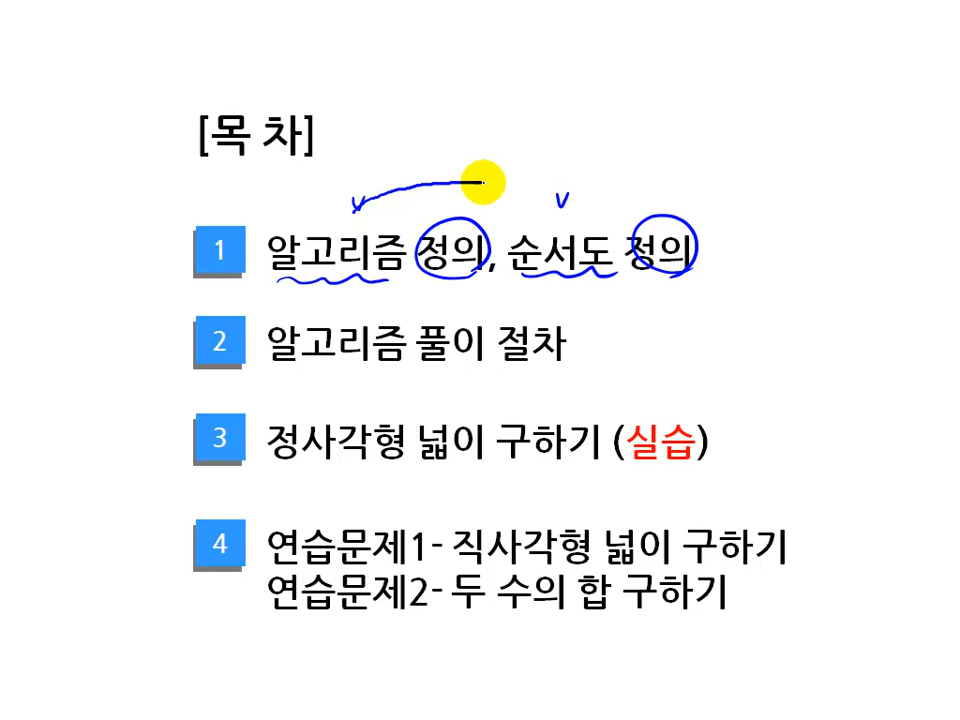 [목 차]
1 알고리즘 정의, 순서도 정의
2 알고리즘 풀이 절차
3 정사각형 넓이 구하기 (실습)
4 연습문제1- 직사각형 넓이 구하기
연습문제2- 두 수의 합 구하기